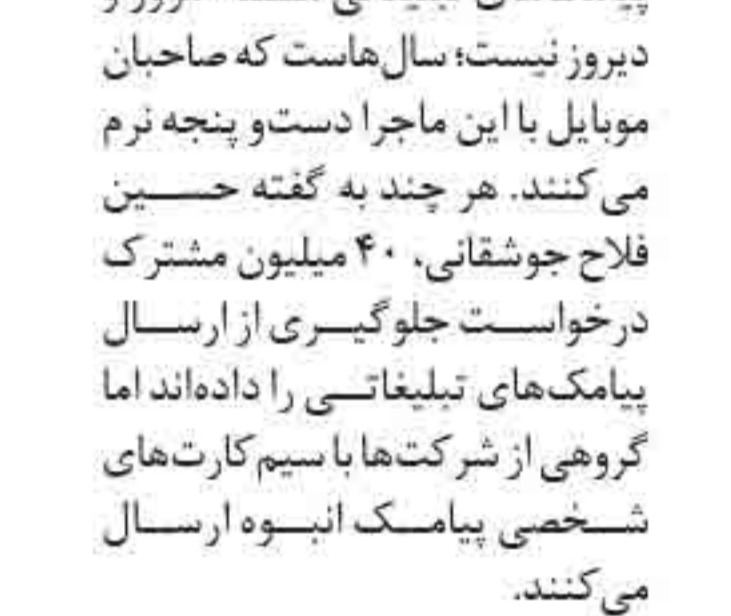 دیروز نیست؛ سال‌هاست که صاحبان
موبایل با این ماجرا دست‌و پنجه نرم
می‌کنند. هر چند به گفته حسین
فلاح جوشقانی، ۴۰ میلیون مشترک
درخواست جلوگیری از ارسال
پیامک‌های تبلیغاتی را داده‌اند اما
گروهی از شرکت‌ها با سیم‌کارت‌های
شخصی پیامک انبوه ارسال
می‌کنند.